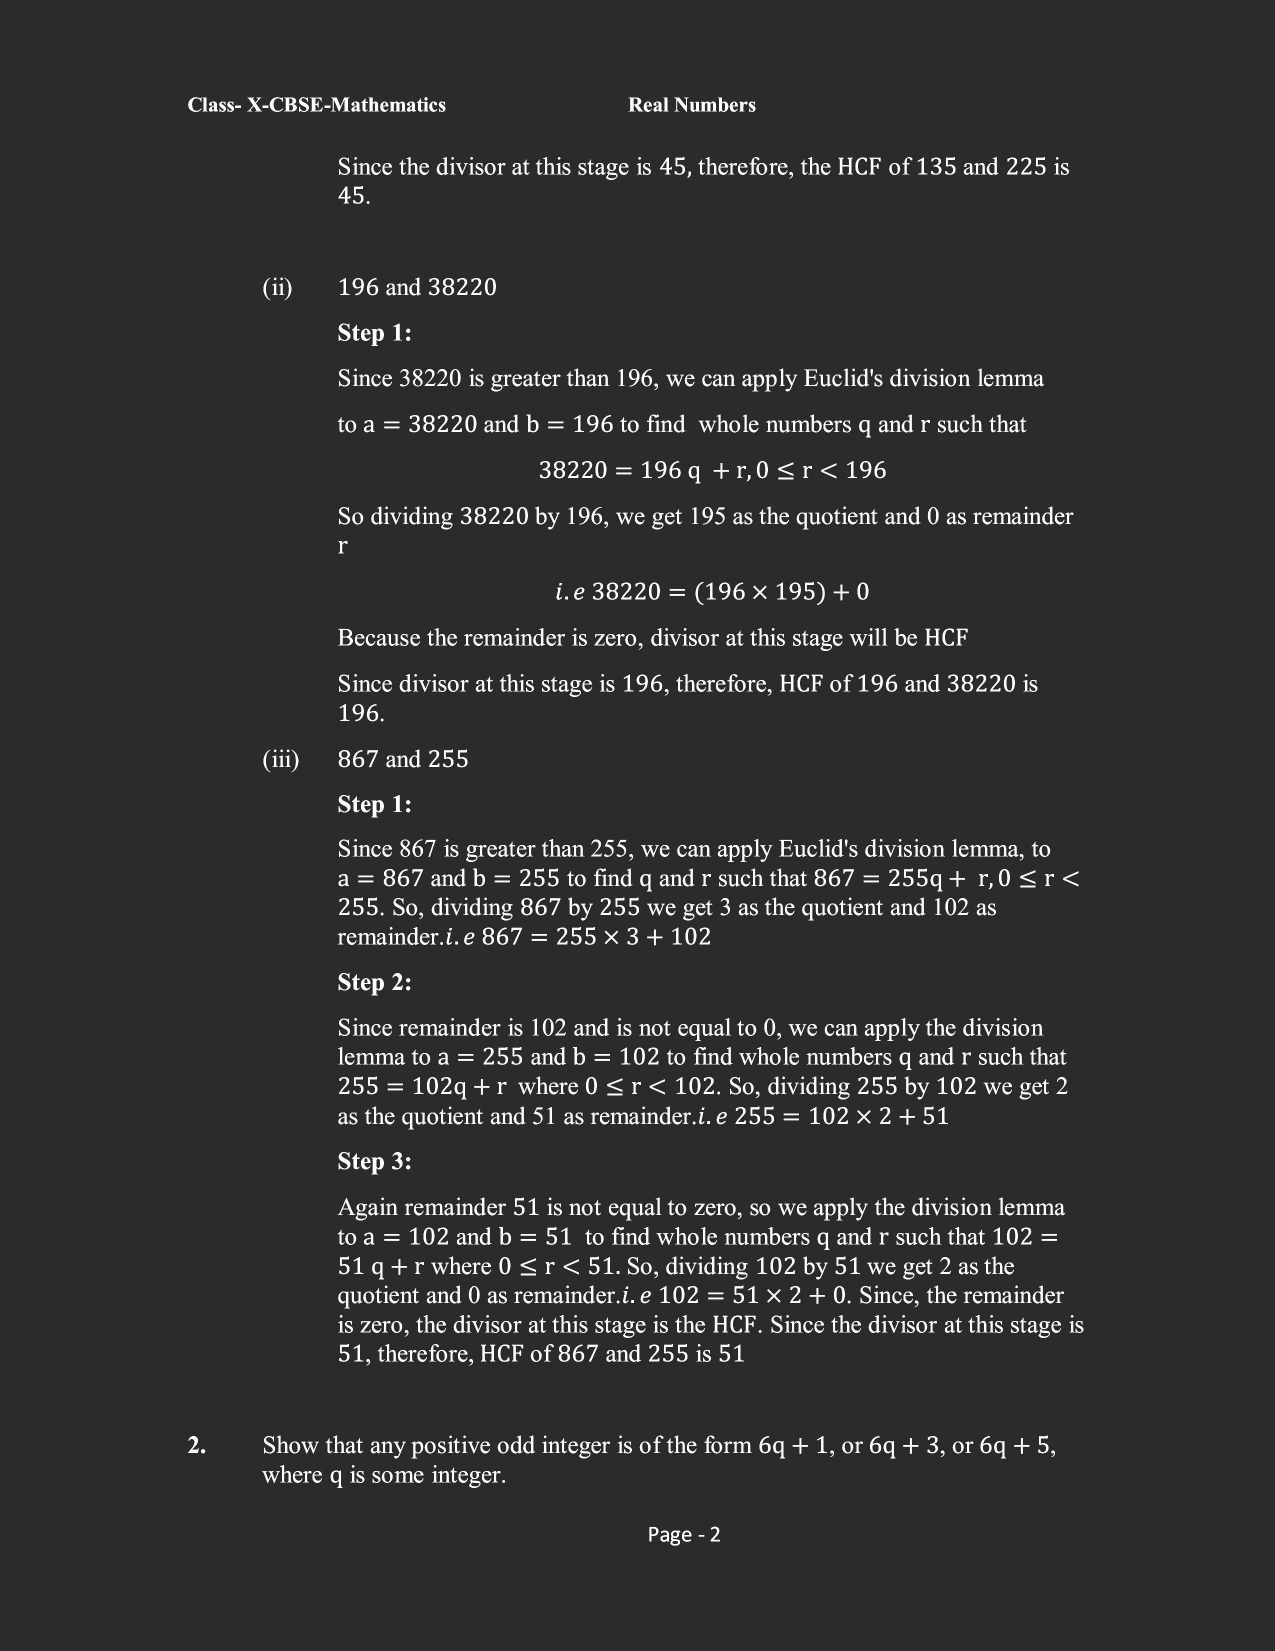 Class- X-CBSE-Mathematics Real Numbers
Since the divisor at this stage is 45, therefore, the HCF of 135 and 225 is
45.
(ii) 196 and 38220
Step 1:
Since 38220 is greater than 196, we can apply Euclid's division lemma
to a = 38220 and b = 196 to find whole numbers q and r such that
38220 = 196 q + r, 0 ≤ r < 196
So dividing 38220 by 196, we get 195 as the quotient and 0 as remainder
r
i. e 38220 = (196 × 195) + 0
Because the remainder is zero, divisor at this stage will be HCF
Since divisor at this stage is 196, therefore, HCF of 196 and 38220 is
196.
(iii) 867 and 255
Step 1:
Since 867 is greater than 255, we can apply Euclid's division lemma, to
a = 867 and b = 255 to find q and r such that 867 = 255q + r, 0 ≤ r <
255. So, dividing 867 by 255 we get 3 as the quotient and 102 as
remainder.i. e 867 = 255 × 3 + 102
Step 2:
Since remainder is 102 and is not equal to 0, we can apply the division
lemma to a = 255 and b = 102 to find whole numbers q and r such that
255 = 102q + r where 0 ≤ r < 102. So, dividing 255 by 102 we get 2
as the quotient and 51 as remainder.i. e 255 = 102 × 2 + 51
Step 3:
Again remainder 51 is not equal to zero, so we apply the division lemma
to a = 102 and b = 51 to find whole numbers q and r such that 102 =
51 q + r where 0 ≤ r < 51. So, dividing 102 by 51 we get 2 as the
quotient and 0 as remainder.i. e 102 = 51 × 2 + 0. Since, the remainder
is zero, the divisor at this stage is the HCF. Since the divisor at this stage is
51, therefore, HCF of 867 and 255 is 51
2. Show that any positive odd integer is of the form 6q + 1, or 6q + 3, or 6q + 5,
where q is some integer.
Page - 2